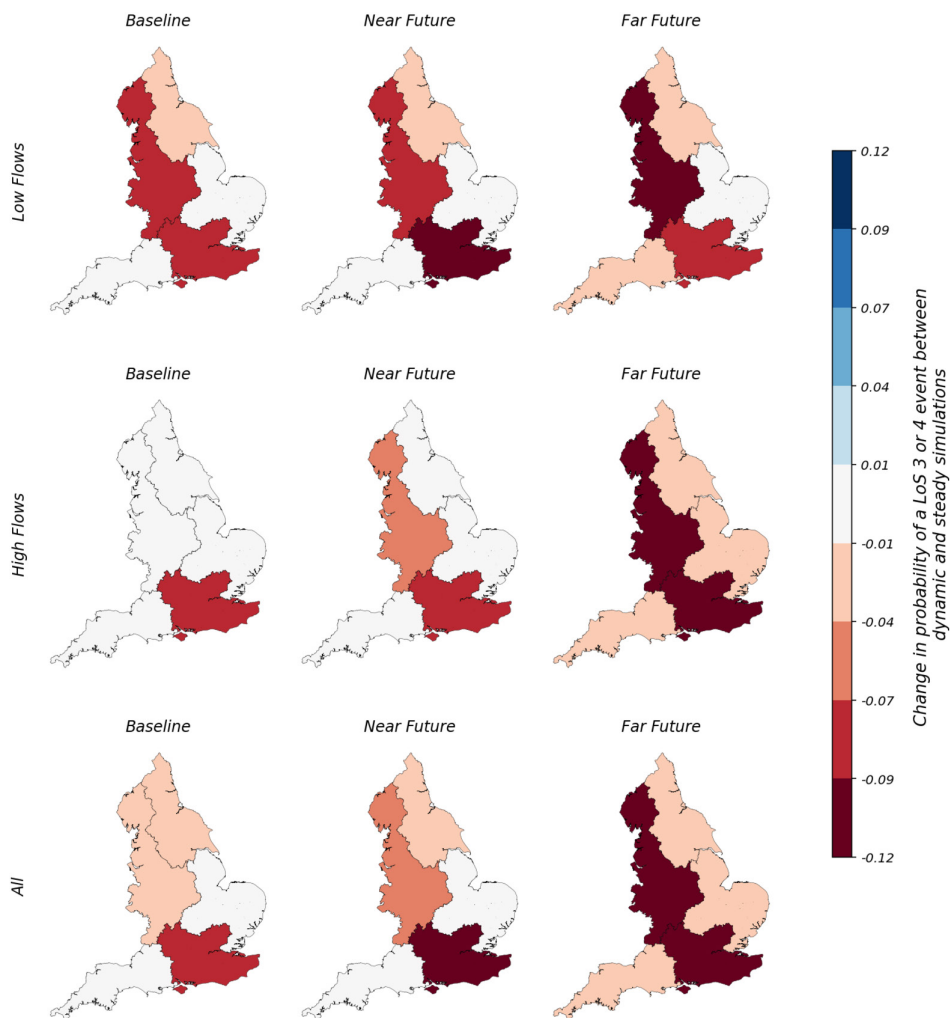 Baseline
Near Future
Far Future
Low Flows
Baseline
Near Future
Far Future
High Flows
Baseline
Near Future
Far Future
All
0.12
0.09
0.07
0.04
0.01
-0.01
-0.04
-0.07
-0.09
-0.12
Change in probability of a LoS 3 or 4 event between
dynamic and steady simulations